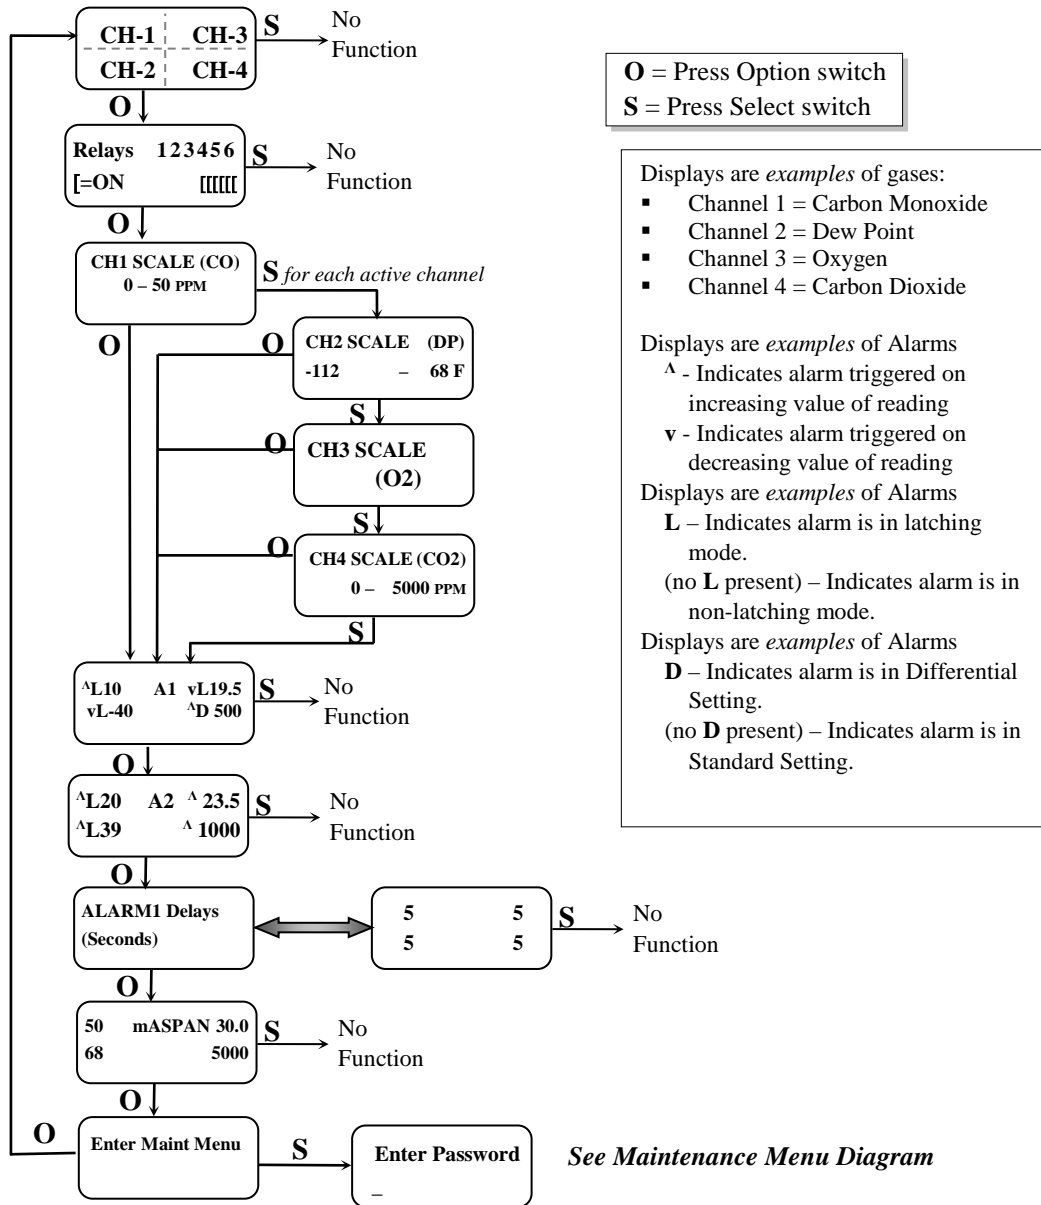 CH-1 CH-3
CH-2 CH-4
S
No
Function
O
Relays 123456
[=ON [[[[[[
S
No
Function
O
CH1 SCALE (CO)
0 – 50 PPM
S for each active channel
O
CH2 SCALE (DP)
-112 – 68 F
O
S
CH3 SCALE
(O2)
O
S
CH4 SCALE (CO2)
0 – 5000 PPM
O
S
ΛL10 A1 vL19.5
vL-40 ΛD 500
S
No
Function
O
ΛL20 A2 Λ 23.5
ΛL39 Λ 1000
S
No
Function
O
ALARM1 Delays
(Seconds)
5 5
5 5
S
No
Function
O
50 mASPAN 30.0
68 5000
S
No
Function
O
O
Enter Maint Menu
S
Enter Password
_
See Maintenance Menu Diagram
O = Press Option switch
S = Press Select switch
Displays are examples of gases:
▪ Channel 1 = Carbon Monoxide
▪ Channel 2 = Dew Point
▪ Channel 3 = Oxygen
▪ Channel 4 = Carbon Dioxide
Displays are examples of Alarms
Λ - Indicates alarm triggered on
increasing value of reading
v - Indicates alarm triggered on
decreasing value of reading
Displays are examples of Alarms
L – Indicates alarm is in latching
mode.
(no L present) – Indicates alarm is in
non-latching mode.
Displays are examples of Alarms
D – Indicates alarm is in Differential
Setting.
(no D present) – Indicates alarm is in
Standard Setting.